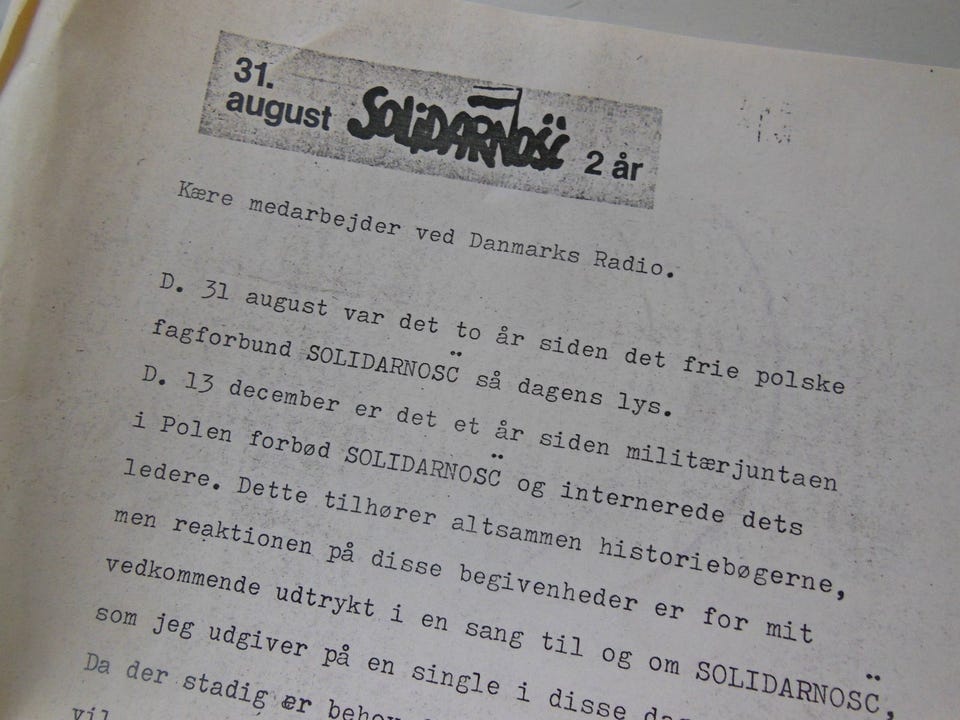 31.
august SOLIDARNOSC̈ 2 år
Kære medarbejder ved Danmarks Radio.
D. 31 august var det to år siden det frie polske
fagforbund SOLIDARNOSC̈ så dagens lys.
D. 13 december er det et år siden militærjuntaen
i Polen forbød SOLIDARNOSC̈ og internerede dets
ledere. Dette tilhører altsammen historiebøgerne,
men reaktionen på disse begivenheder er for mit
vedkommende udtrykt i en sang til og om SOLIDARNOSC̈,
som jeg udgiver på en single i disse
Da der stadig er
vil